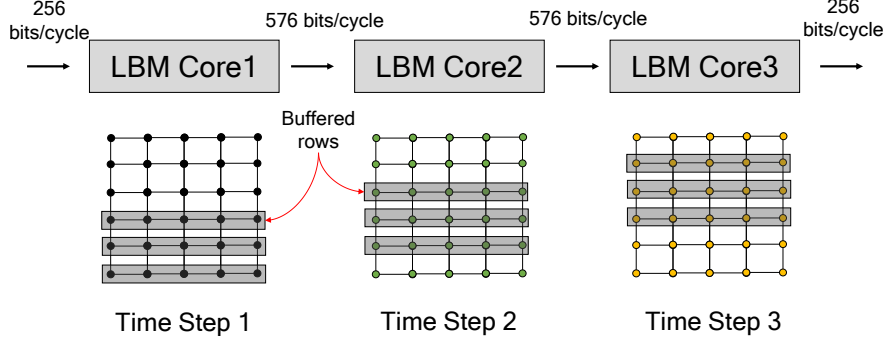 256
bits/cycle
576 bits/cycle
576 bits/cycle
256
bits/cycle
LBM Core1
LBM Core2
LBM Core3
Buffered
rows
Time Step 1
Time Step 2
Time Step 3